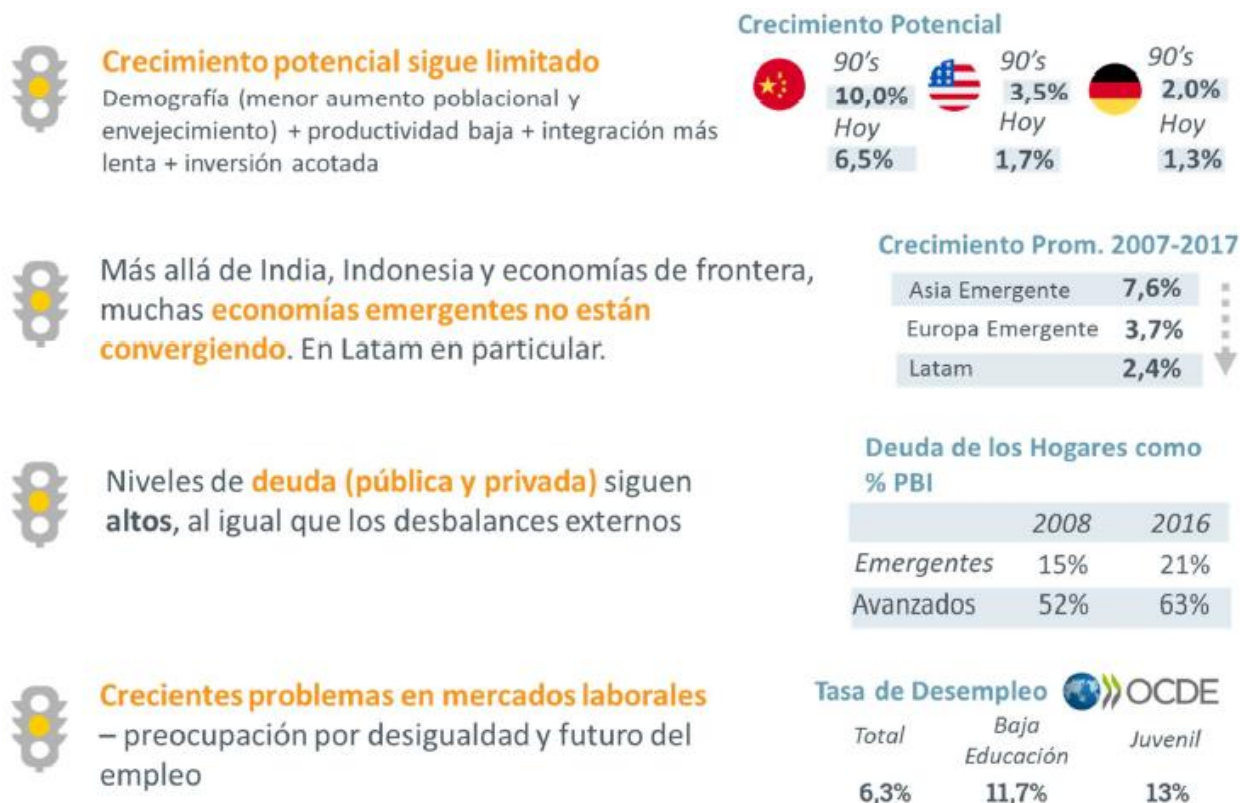 Crecimiento potencial sigue limitado
Demografía (menor aumento poblacional y
envejecimiento) + productividad baja + integración más
lenta + inversión acotada
Crecimiento Potencial
90's 90's 90's
10,0% 3,5% 2,0%
Hoy Hoy Hoy
6,5% 1,7% 1,3%
Más allá de India, Indonesia y economías de frontera,
muchas economías emergentes no están
convergiendo. En Latam en particular.
Crecimiento Prom. 2007-2017
Asia Emergente 7,6%
Europa Emergente 3,7%
Latam 2,4%
Niveles de deuda (pública y privada) siguen
altos, al igual que los desbalances externos
Deuda de los Hogares como
% PBI
2008 2016
Emergentes 15% 21%
Avanzados 52% 63%
Crecientes problemas en mercados laborales
– preocupación por desigualdad y futuro del
empleo
Tasa de Desempleo OCDE
Total Baja Educación Juvenil
6,3% 11,7% 13%